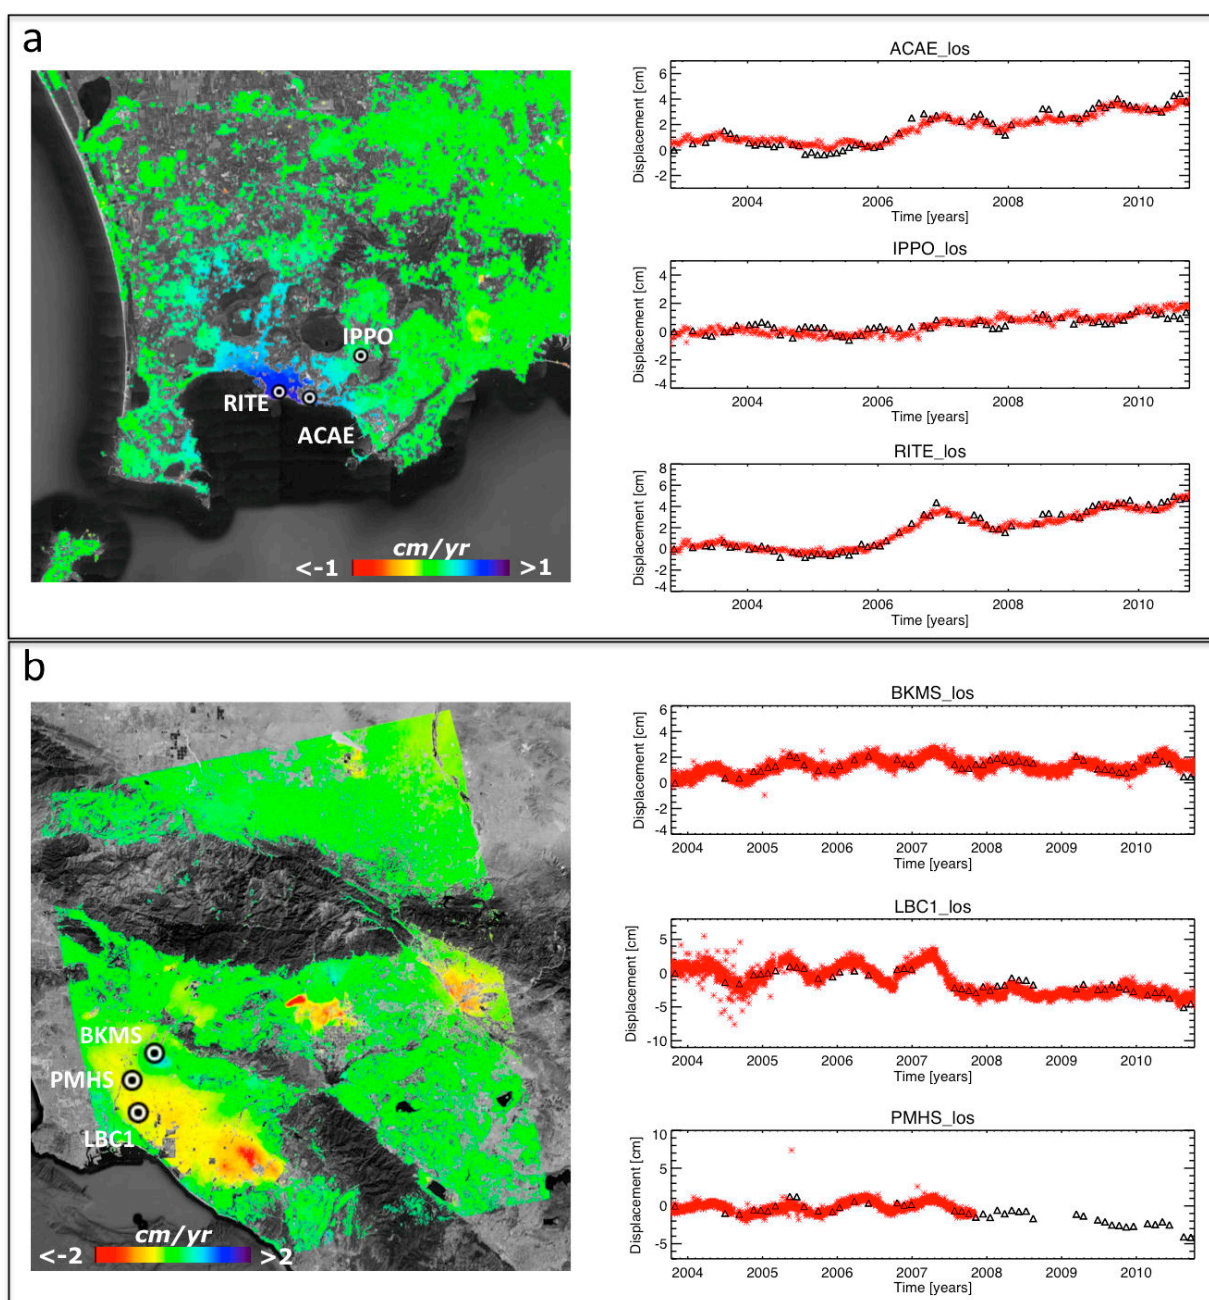 a
IPPO
RITE
ACAE
cm/yr
<-1 >1
ACAE_los
Displacement [cm]
6
4
2
0
-2
2004 2006 2008 2010
Time [years]
IPPO_los
Displacement [cm]
4
2
0
-2
-4
2004 2006 2008 2010
Time [years]
RITE_los
Displacement [cm]
8
6
4
2
0
-2
-4
2004 2006 2008 2010
Time [years]
b
BKMS
PMHS
LBC1
cm/yr
<-2 >2
BKMS_los
Displacement [cm]
6
4
2
0
-2
-4
2004 2005 2006 2007 2008 2009 2010
Time [years]
LBC1_los
Displacement [cm]
5
0
-5
-10
2004 2005 2006 2007 2008 2009 2010
Time [years]
PMHS_los
Displacement [cm]
10
5
0
-5
2004 2005 2006 2007 2008 2009 2010
Time [years]